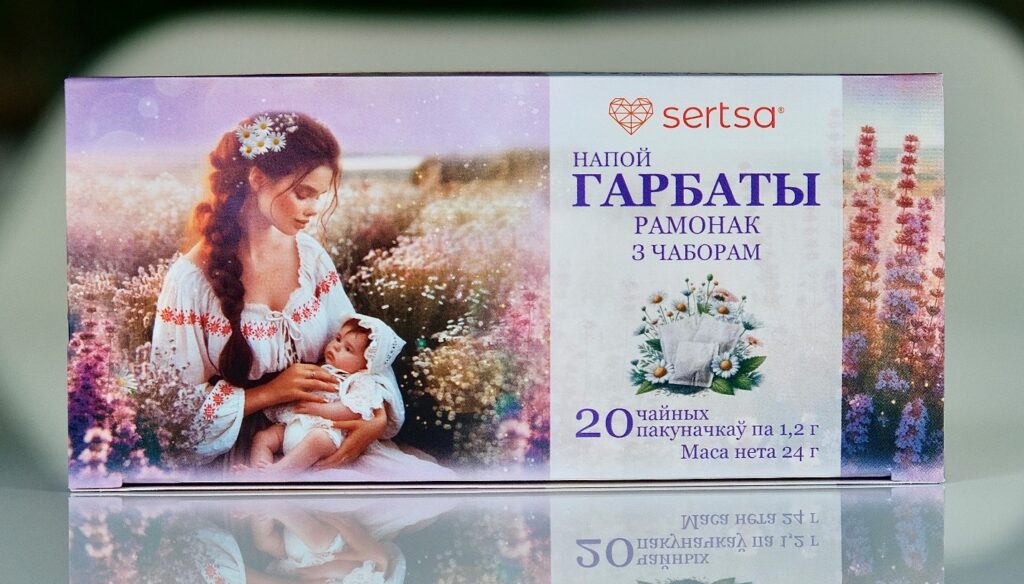 sertsa®
НАПОЙ
ГАРБАТЫ
РАМОНАК
З ЧАБОРАМ
20 чайных
пакуначкаў па 1,2 г
Маса нета 24 г